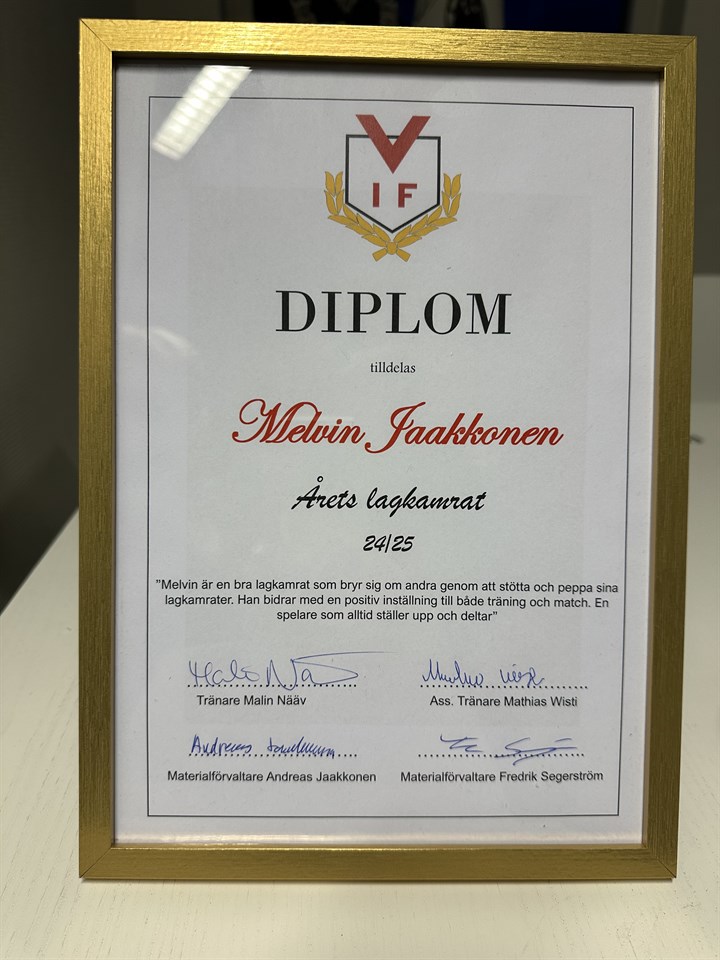 V
IF
DIPLOM
tilldelas
Melvin Jaakkonen
Årets lagkamrat
24/25
”Melvin är en bra lagkamrat som bryr sig om andra genom att stötta och peppa sina
lagkamrater. Han bidrar med en positiv inställning till både träning och match. En
spelare som alltid ställer upp och deltar”
Tränare Malin Nääv
Ass. Tränare Mathias Wisti
Andreas
Materialförvaltare Andreas Jaakkonen
Materialförvaltare Fredrik Segerström